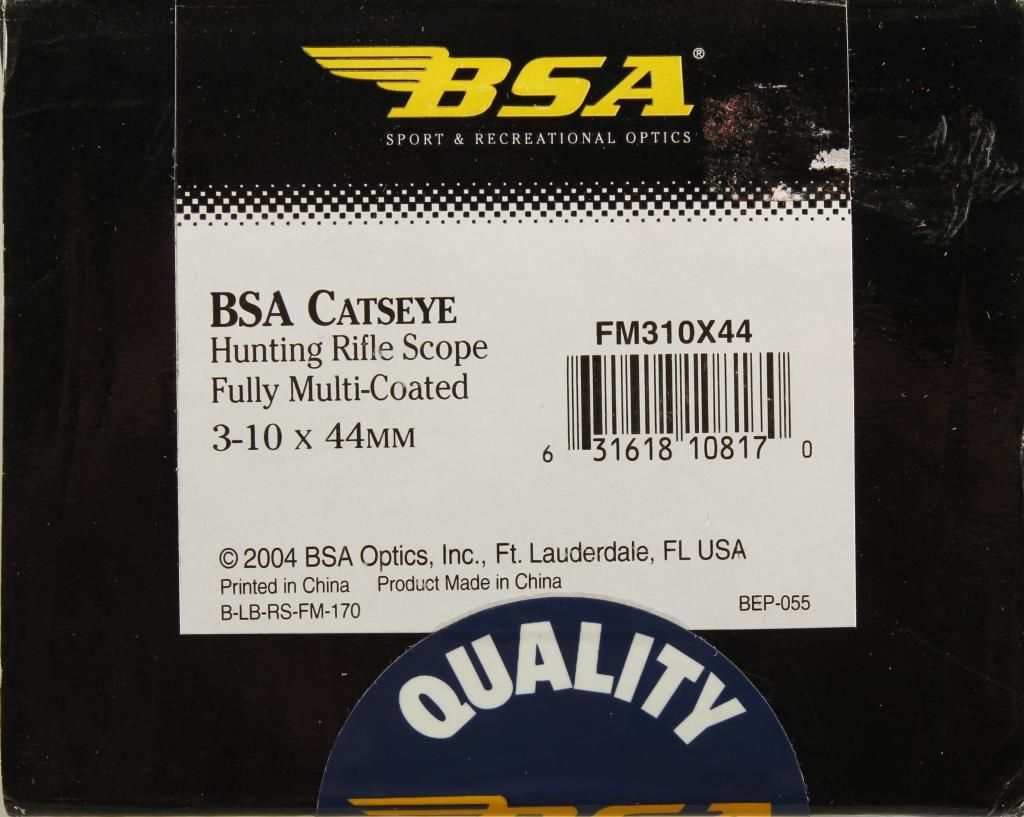 BSA®
SPORT & RECREATIONAL OPTICS
BSA CATSEYE
Hunting Rifle Scope
Fully Multi-Coated
3-10 X 44MM
FM310X44
6 31618 10817 0
© 2004 BSA Optics, Inc., Ft. Lauderdale, FL USA
Printed in China Product Made in China
B-LB-RS-FM-170
BEP-055
QUALITY
BSA